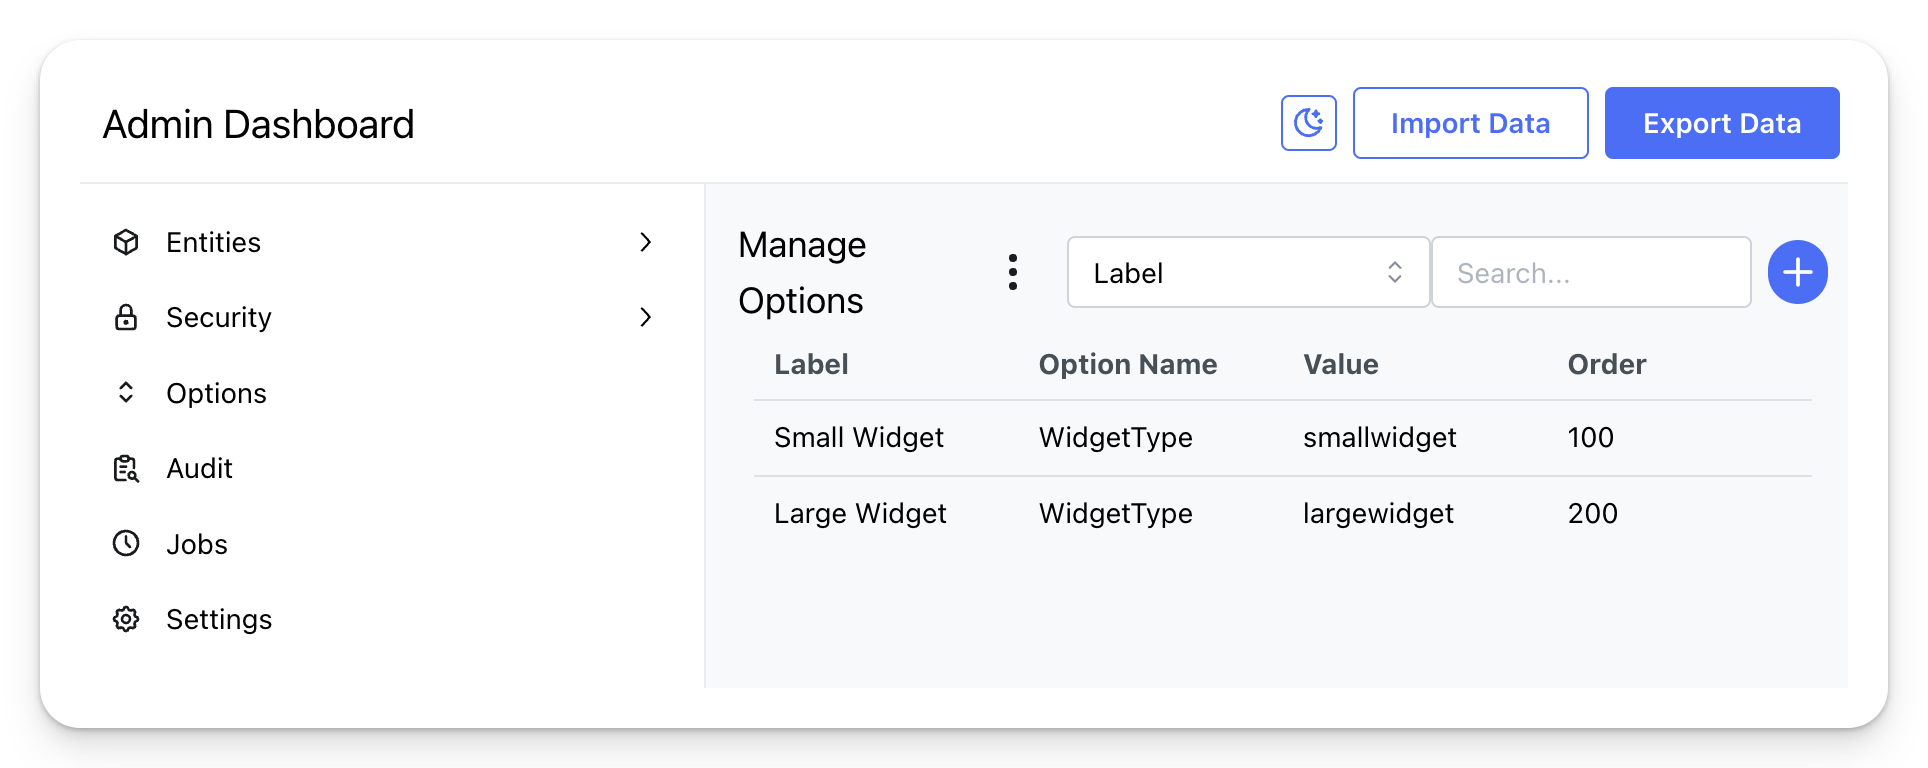 Admin Dashboard
Import Data
Export Data
Entities
Security
Options
Audit
Jobs
Settings
Manage
Options
Label
Search...
Label Option Name Value Order
Small Widget WidgetType smallwidget 100
Large Widget WidgetType largewidget 200